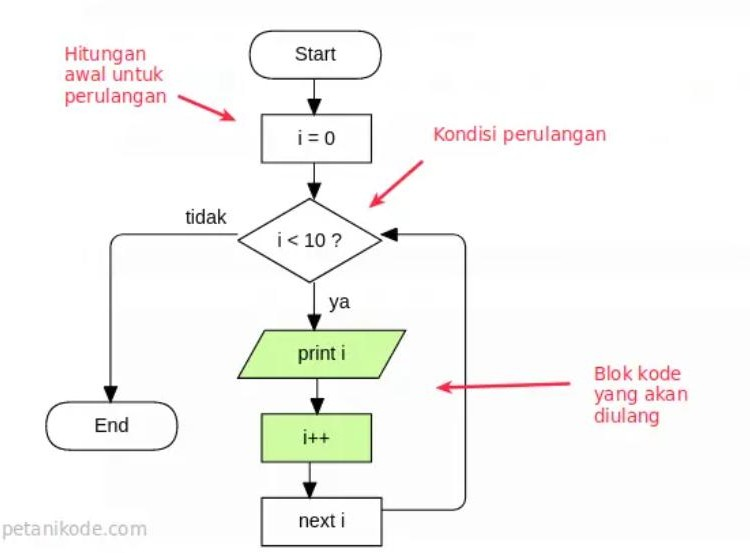 Start
Hitungan
awal untuk
perulangan
i = 0
Kondisi perulangan
tidak
i < 10 ?
ya
print i
Blok kode
yang akan
diulang
End
i++
next i
petanikode.com